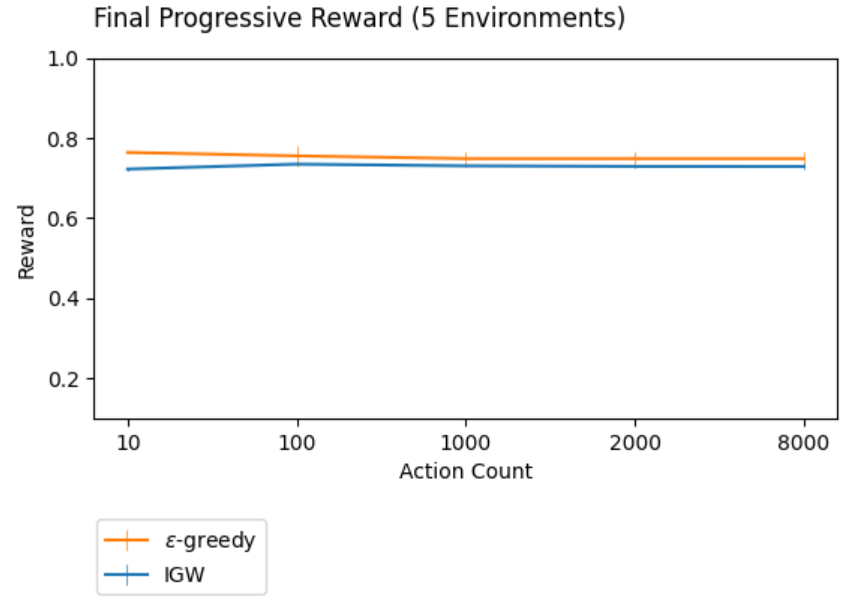 Final Progressive Reward (5 Environments)
1.0
0.8
0.6
0.4
0.2
Reward
10 100 1000 2000 8000
Action Count
ε-greedy
IGW